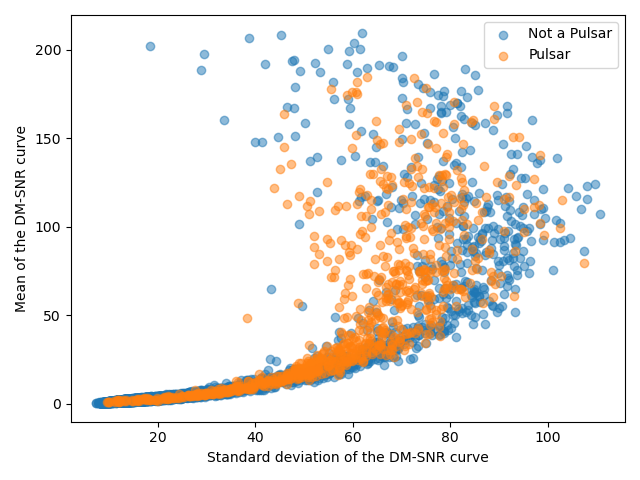 Not a Pulsar
Pulsar
200
150
100
50
0
Mean of the DM-SNR curve
20 40 60 80 100
Standard deviation of the DM-SNR curve